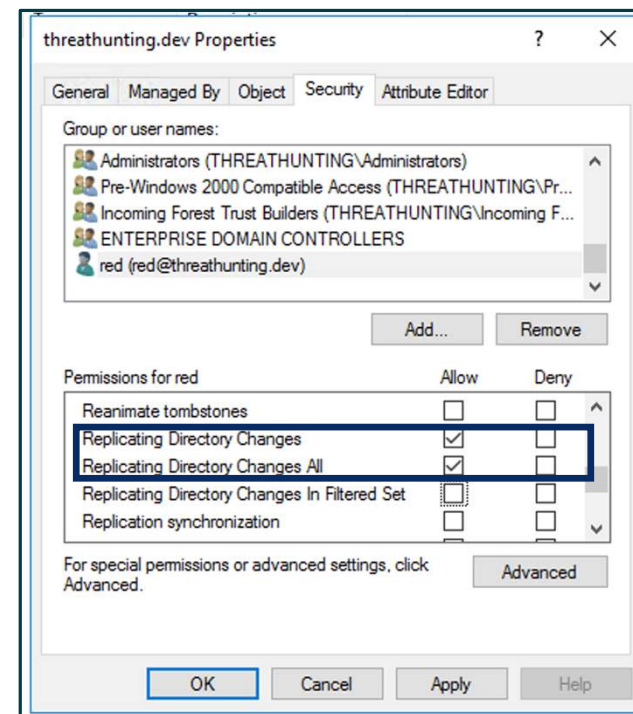 threathunting.dev Properties ? ×
General Managed By Object Security Attribute Editor
Group or user names:
Administrators (THREATHUNTING\Administrators)
Pre-Windows 2000 Compatible Access (THREATHUNTING\Pr...
Incoming Forest Trust Builders (THREATHUNTING\Incoming F...
ENTERPRISE DOMAIN CONTROLLERS
red (red@threathunting.dev)
Add... Remove
Permissions for red Allow Deny
Reanimate tombstones
Replicating Directory Changes
Replicating Directory Changes All
Replicating Directory Changes In Filtered Set
Replication synchronization
For special permissions or advanced settings, click
Advanced.
Advanced
OK Cancel Apply Help